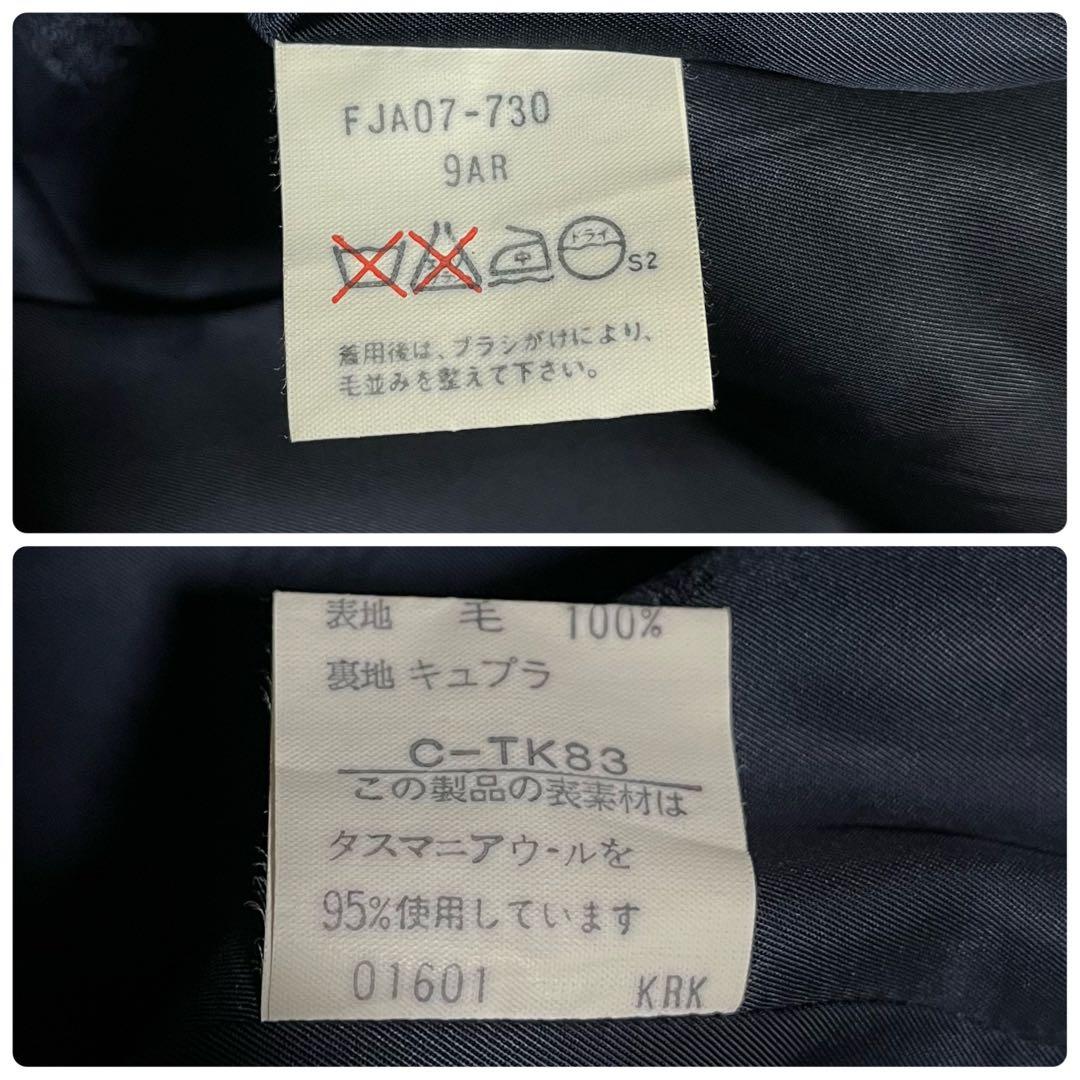 FJA07-730
9AR
中 ドライ S2
着用後は、ブラシがけにより、
毛並みを整えて下さい。
表地 毛 100%
裏地 キュプラ
C-TK83
この製品の表素材は
タスマニアウールを
95%使用しています
01601 KRK